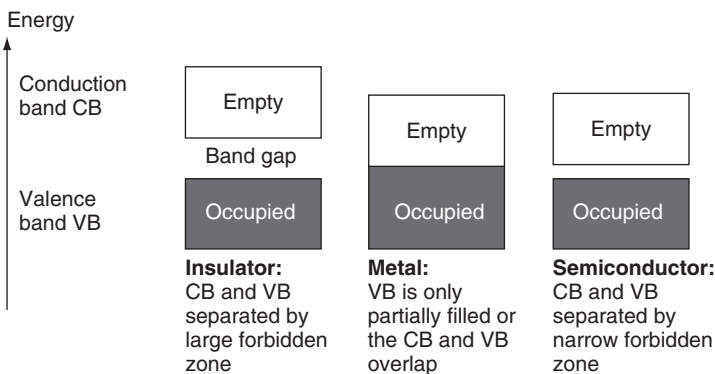 Energy
Conduction
band CB
Empty
Band gap
Empty
Empty
Valence
band VB
Occupied
Occupied
Occupied
Insulator:
CB and VB
separated by
large forbidden
zone
Metal:
VB is only
partially filled or
the CB and VB
overlap
Semiconductor:
CB and VB
separated by
narrow forbidden
zone